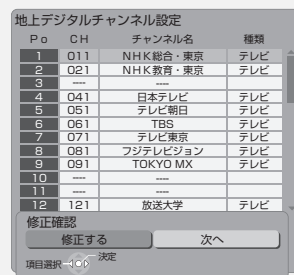 地上デジタルチャンネル設定
Po CH チャンネル名 種類
1 011 NHK総合・東京 テレビ
2 021 NHK教育・東京 テレビ
3 ---- ----
4 041 日本テレビ テレビ
5 051 テレビ朝日 テレビ
6 061 TBS テレビ
7 071 テレビ東京 テレビ
8 081 フジテレビジョン テレビ
9 091 TOKYO MX テレビ
10 ---- ----
11 ---- ----
12 121 放送大学 テレビ
修正確認
修正する 次へ
項目選択 決定